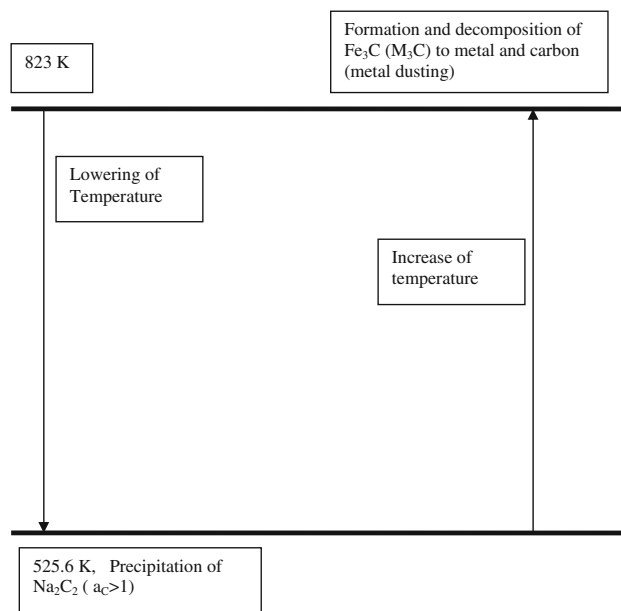 823 K
Formation and decomposition of
Fe₃C (M₃C) to metal and carbon
(metal dusting)
Lowering of
Temperature
Increase of
temperature
525.6 K, Precipitation of
Na₂C₂ ( a_C>1)